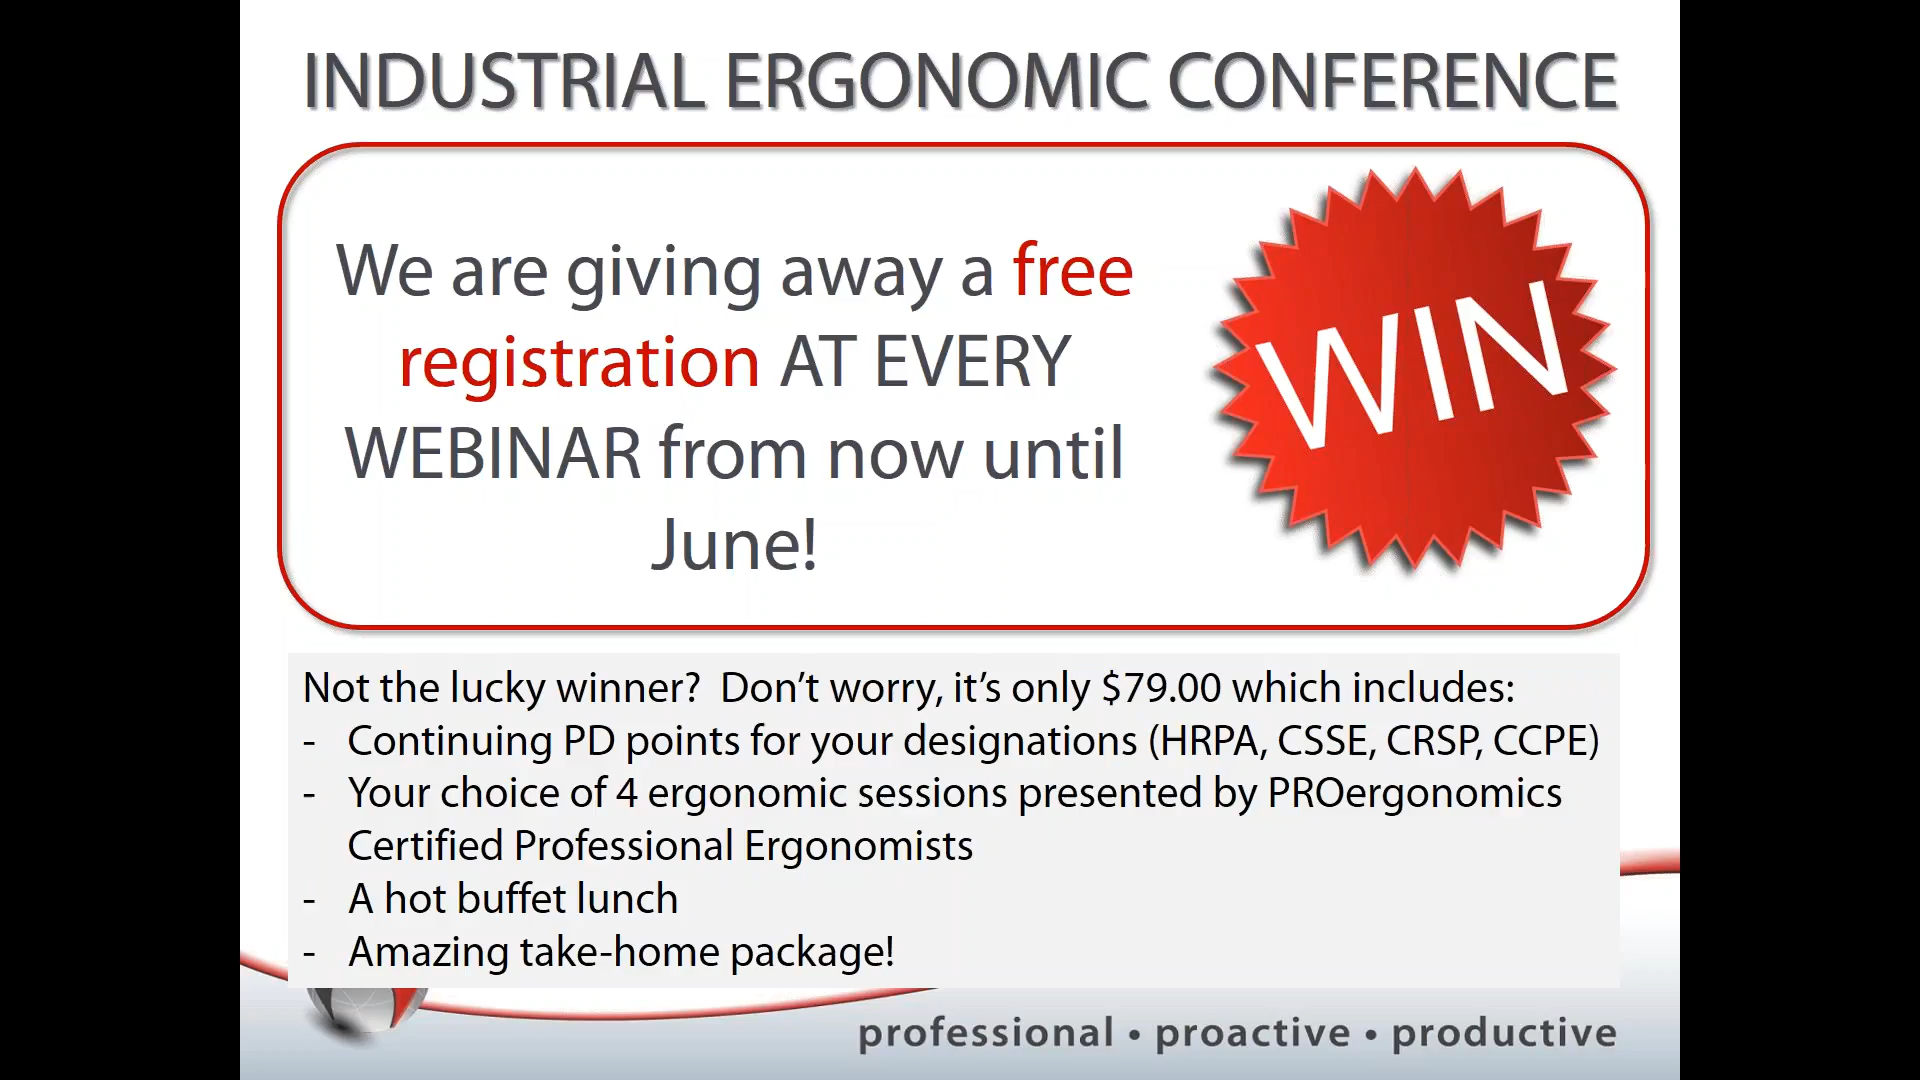 INDUSTRIAL ERGONOMIC CONFERENCE
We are giving away a free
registration AT EVERY
WEBINAR from now until
June!
WIN
Not the lucky winner?  Don’t worry, it’s only $79.00 which includes:
- Continuing PD points for your designations (HRPA, CSSE, CRSP, CCPE)
- Your choice of 4 ergonomic sessions presented by PROergonomics
Certified Professional Ergonomists
- A hot buffet lunch
- Amazing take-home package!
professional • proactive • productive